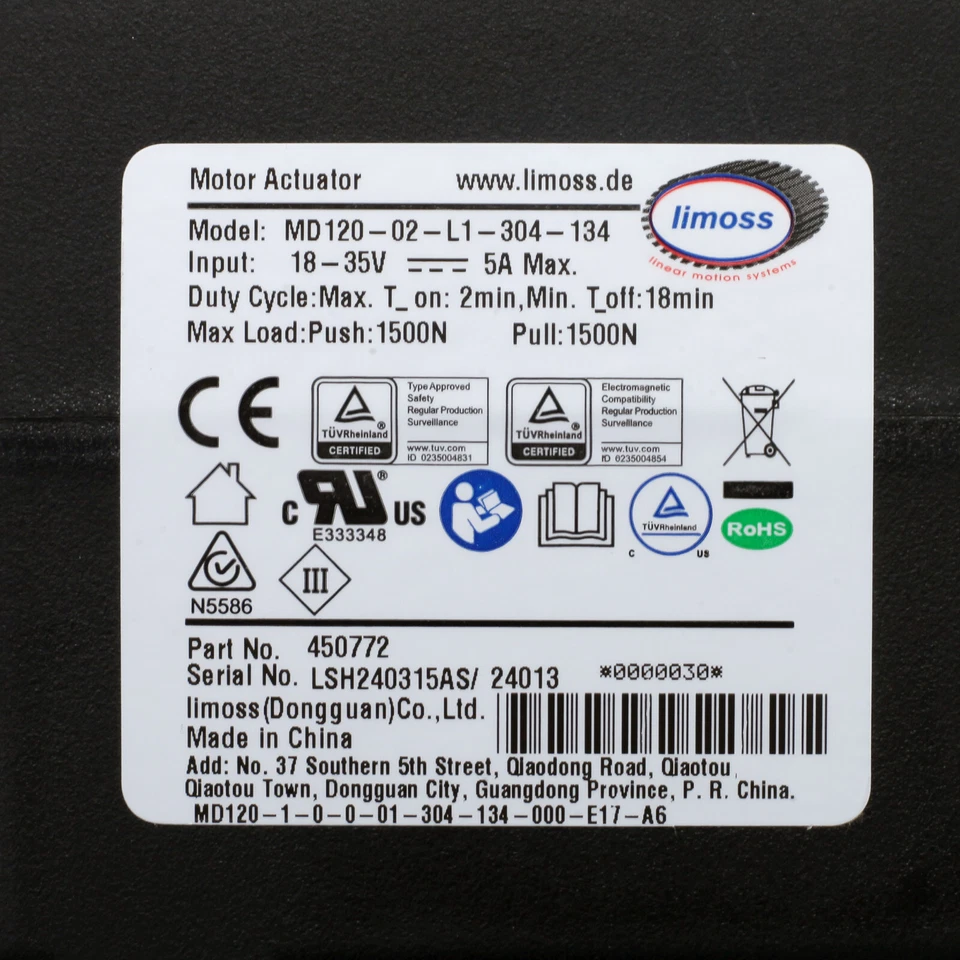 Motor Actuator www.limoss.de
limoss
linear motion systems
Model: MD120-02-L1-304-134
Input: 18-35V 5A Max.
Duty Cycle:Max. T_on: 2min,Min. T_off:18min
Max Load:Push:1500N Pull:1500N
CE
TÜVRheinland®
CERTIFIED
Type Approved
Safety
Regular Production
Surveillance
www.tuv.com
ID 0235004831
TÜVRheinland®
CERTIFIED
Electromagnetic
Compatibility
Regular Production
Surveillance
www.tuv.com
ID 0235004854
C RU® US
E333348
TÜVRheinland
C US
RoHS
N5586
III
Part No. 450772
Serial No. LSH240315AS/ 24013 *0000030*
limoss(Dongguan)Co.,Ltd.
Made in China
Add: No. 37 Southern 5th Street, Qiaodong Road, Qiaotou,
Qiaotou Town, Dongguan City, Guangdong Province, P. R. China.
MD120-1-0-0-01-304-134-000-E17-A6